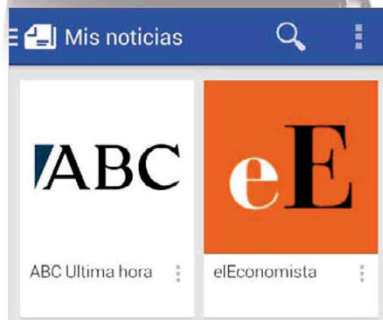 Mis noticias
ABC
eE
ABC Ultima hora
elEconomista